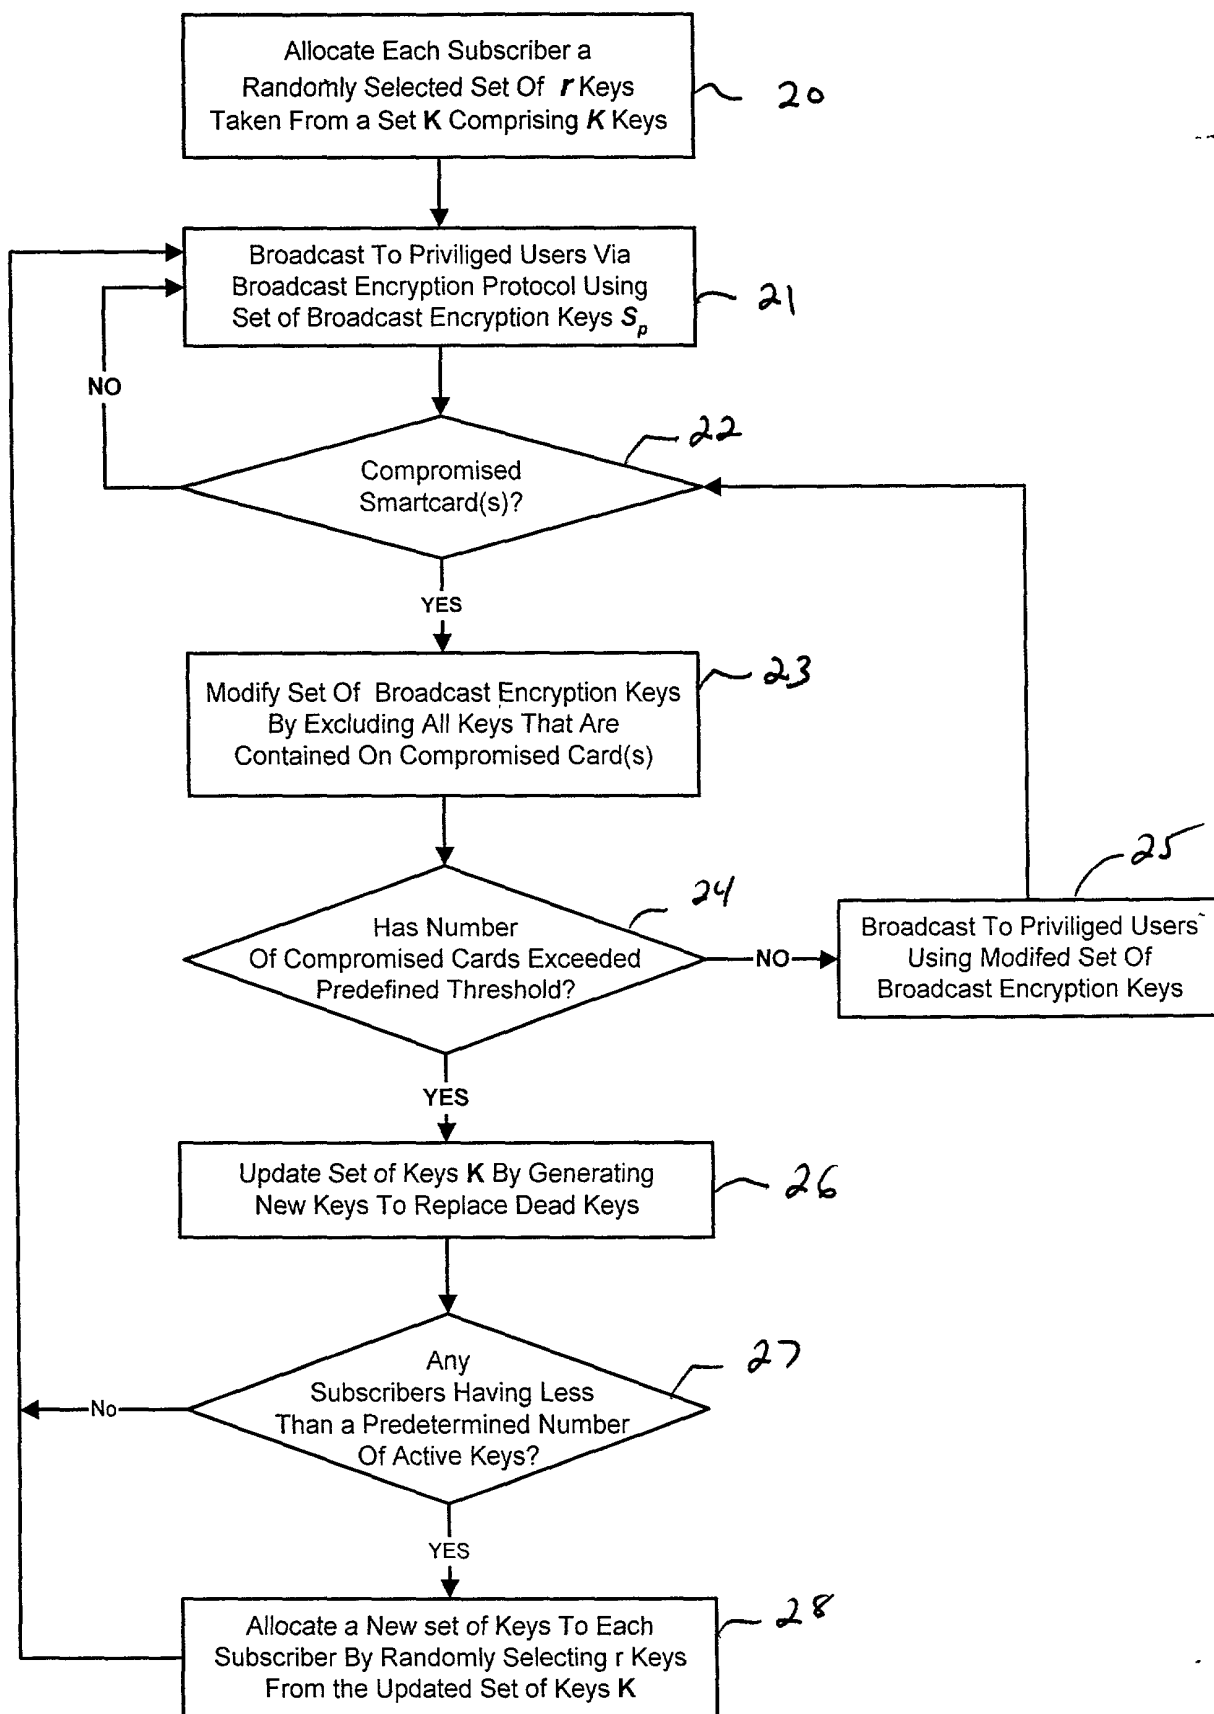 Allocate Each Subscriber a
Randomly Selected Set Of r Keys
Taken From a Set K Comprising K Keys
20
Broadcast To Priviliged Users Via
Broadcast Encryption Protocol Using
Set of Broadcast Encryption Keys Sp
21
NO
22
Compromised
Smartcard(s)?
YES
23
Modify Set Of Broadcast Encryption Keys
By Excluding All Keys That Are
Contained On Compromised Card(s)
24
Has Number
Of Compromised Cards Exceeded
Predefined Threshold?
NO
25
Broadcast To Priviliged Users
Using Modifed Set Of
Broadcast Encryption Keys
YES
Update Set of Keys K By Generating
New Keys To Replace Dead Keys
26
27
Any
Subscribers Having Less
Than a Predetermined Number
Of Active Keys?
No
YES
28
Allocate a New set of Keys To Each
Subscriber By Randomly Selecting r Keys
From the Updated Set of Keys K